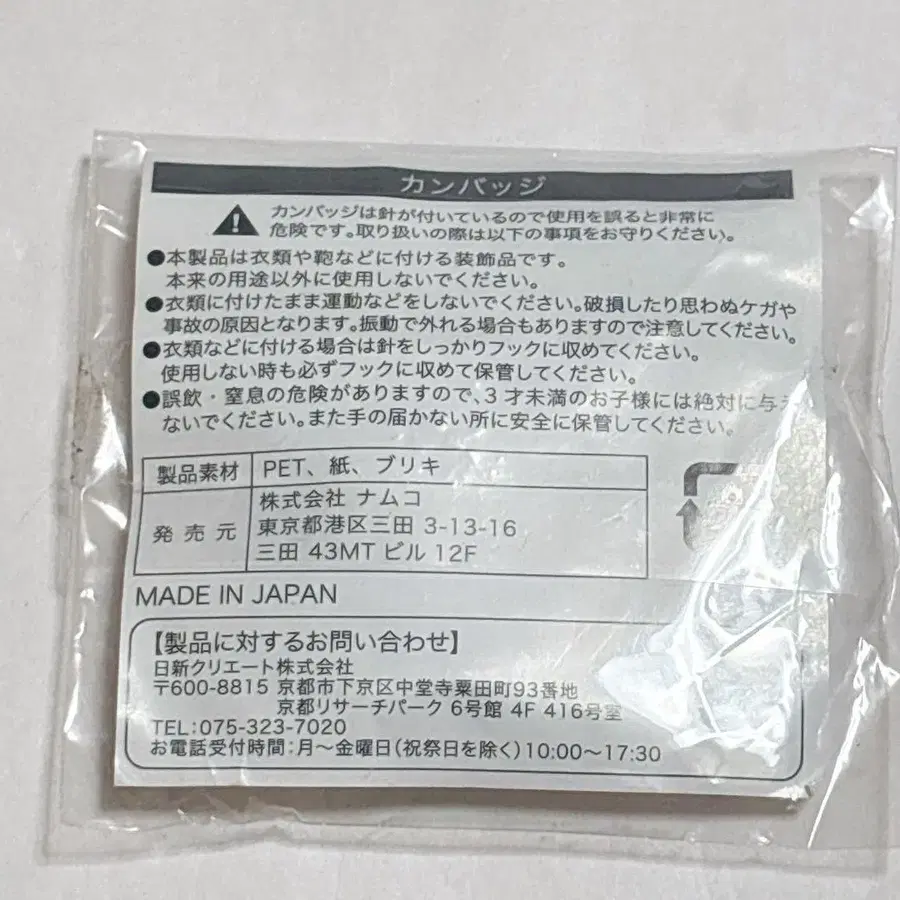 カンバッジ
カンバッジは針が付いているので使用を誤ると非常に
危険です。取り扱いの際は以下の事項をお守りください。
●本製品は衣類や鞄などに付ける装飾品です。
本来の用途以外に使用しないでください。
●衣類に付けたまま運動などをしないでください。破損したり思わぬケガや
事故の原因となります。振動で外れる場合もありますので注意してください。
●衣類などに付ける場合は針をしっかりフックに収めてください。
使用しない時も必ずフックに収めて保管してください。
●誤飲・窒息の危険がありますので、3才未満のお子様には絶対に与え
ないでください。また手の届かない所に安全に保管してください。
製品素材 PET、紙、ブリキ
発売元 株式会社 ナムコ
東京都港区三田 3-13-16
三田 43MT ビル 12F
MADE IN JAPAN
【製品に対するお問い合わせ】
日新クリエート株式会社
〒600-8815 京都市下京区中堂寺粟田町93番地
京都リサーチパーク 6号館 4F 416号室
TEL:075-323-7020
お電話受付時間:月～金曜日(祝祭日を除く)10:00～17:30